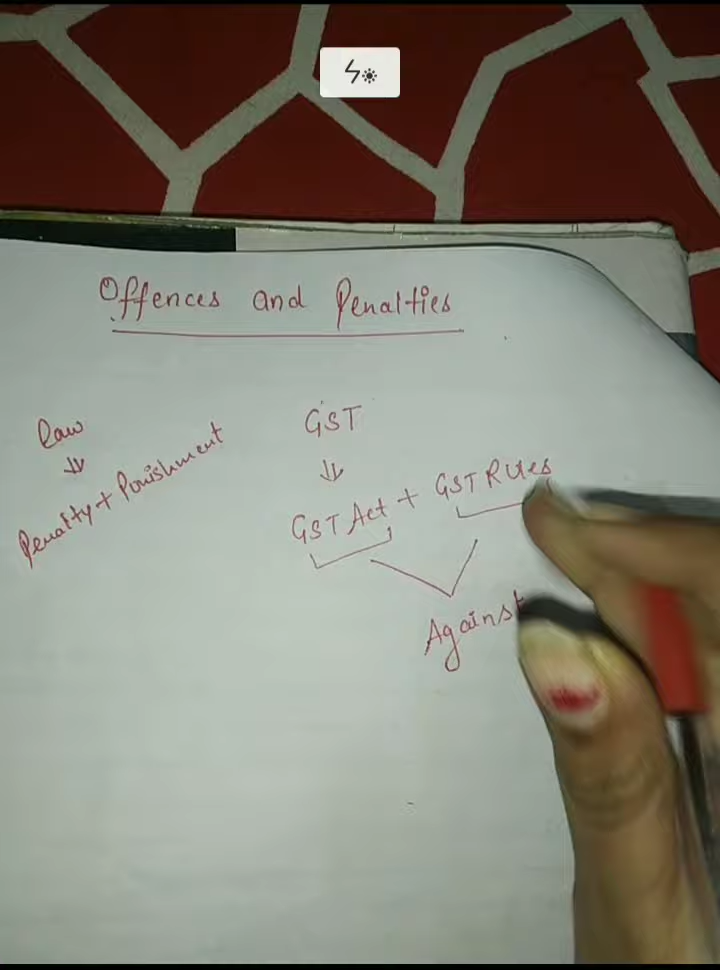 Offences and Penalties
Law
Penalty + Punishment
GST
GST Act + GST Rules
Against